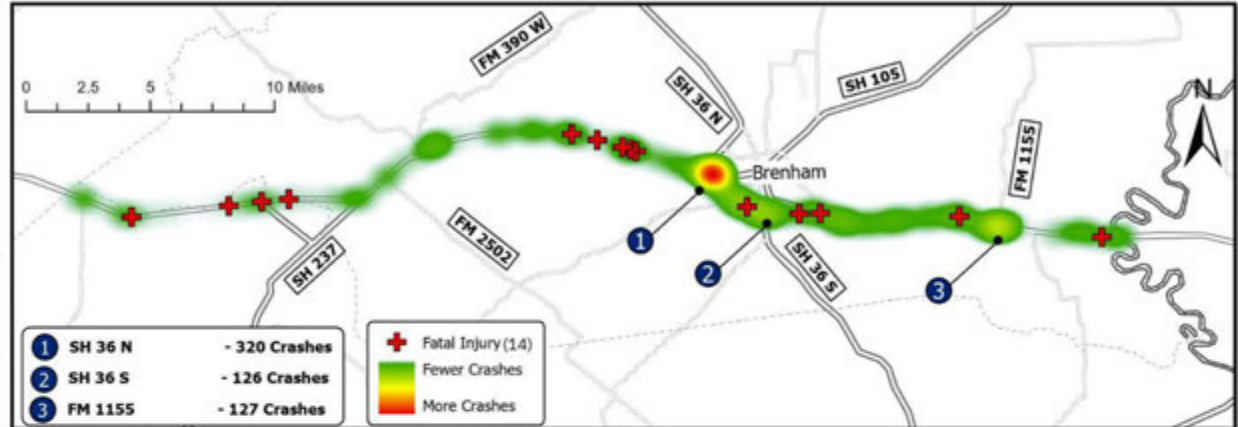 FM 390 W
SH 105
0 2.5 5 10 Miles
N
SH 36 N
FM 1155
Brenham
FM 2502
SH 237
SH 36 S
1
2
3
1 SH 36 N - 320 Crashes
2 SH 36 S - 126 Crashes
3 FM 1155 - 127 Crashes
Fatal Injury (14)
Fewer Crashes
More Crashes